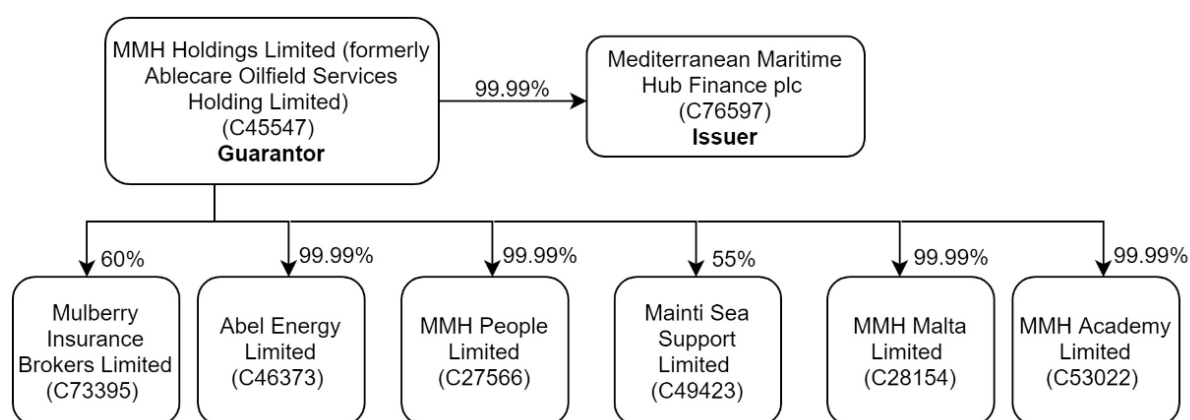 MMH Holdings Limited (formerly
Ablecare Oilfield Services
Holding Limited)
(C45547)
Guarantor
99.99%
Mediterranean Maritime
Hub Finance plc
(C76597)
Issuer
60%
99.99%
99.99%
55%
99.99%
99.99%
Mulberry
Insurance
Brokers Limited
(C73395)
Abel Energy
Limited
(C46373)
MMH People
Limited
(C27566)
Mainti Sea
Support
Limited
(C49423)
MMH Malta
Limited
(C28154)
MMH Academy
Limited
(C53022)